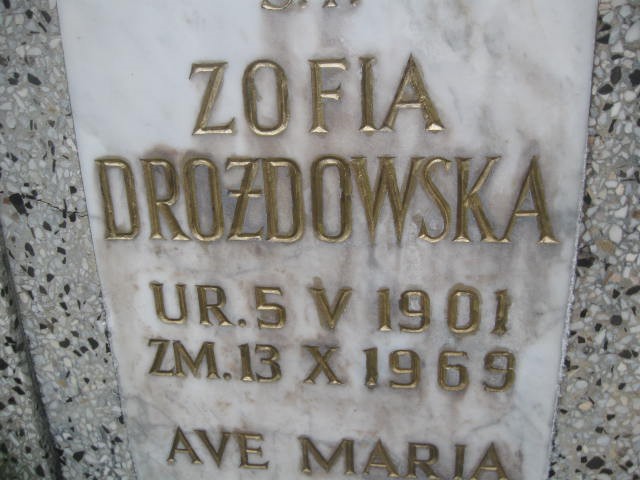 ZOFIA
DROŻDOWSKA
UR. 5 V 1901
ZM. 13 X 1969
AVE MARIA